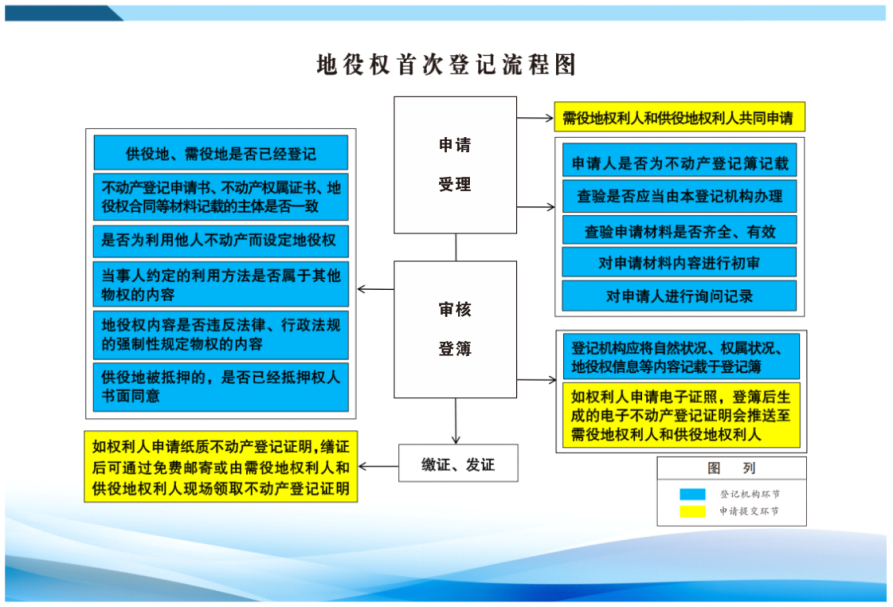 地役权首次登记流程图
申请
受理
需役地权利人和供役地权利人共同申请
申请人是否为不动产登记簿记载
查验是否应当由本登记机构办理
查验申请材料是否齐全、有效
对申请材料内容进行初审
对申请人进行询问记录
供役地、需役地是否已经登记
不动产登记申请书、不动产权属证书、地
役权合同等材料记载的主体是否一致
是否为利用他人不动产而设定地役权
当事人约定的利用方法是否属于其他
物权的内容
地役权内容是否违反法律、行政法规
的强制性规定物权的内容
供役地被抵押的，是否已经抵押权人
书面同意
审核
登簿
登记机构应将自然状况、权属状况、
地役权信息等内容记载于登记簿
如权利人申请电子证照，登簿后生
成的电子不动产登记证明会推送至
需役地权利人和供役地权利人
缴证、发证
如权利人申请纸质不动产登记证明，缮证
后可通过免费邮寄或由需役地权利人和
供役地权利人现场领取不动产登记证明
图 列
登记机构环节
申请提交环节